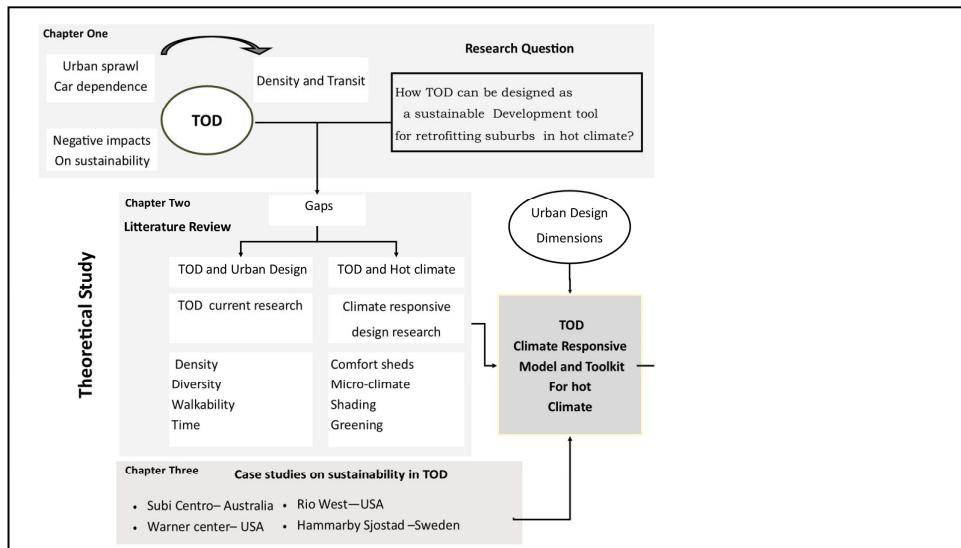 Chapter One
Urban sprawl
Car dependence
Density and Transit
TOD
Negative impacts
On sustainability
Research Question
How TOD can be designed as
a sustainable Development tool
for retrofitting suburbs in hot climate?
Theoretical Study
Chapter Two
Litterature Review
Gaps
TOD and Urban Design
TOD current research
Density
Diversity
Walkability
Time
TOD and Hot climate
Climate responsive
design research
Comfort sheds
Micro-climate
Shading
Greening
Urban Design
Dimensions
TOD
Climate Responsive
Model and Toolkit
For hot
Climate
Chapter Three
Case studies on sustainability in TOD
• Subi Centro– Australia
• Warner center– USA
• Rio West—USA
• Hammarby Sjostad –Sweden